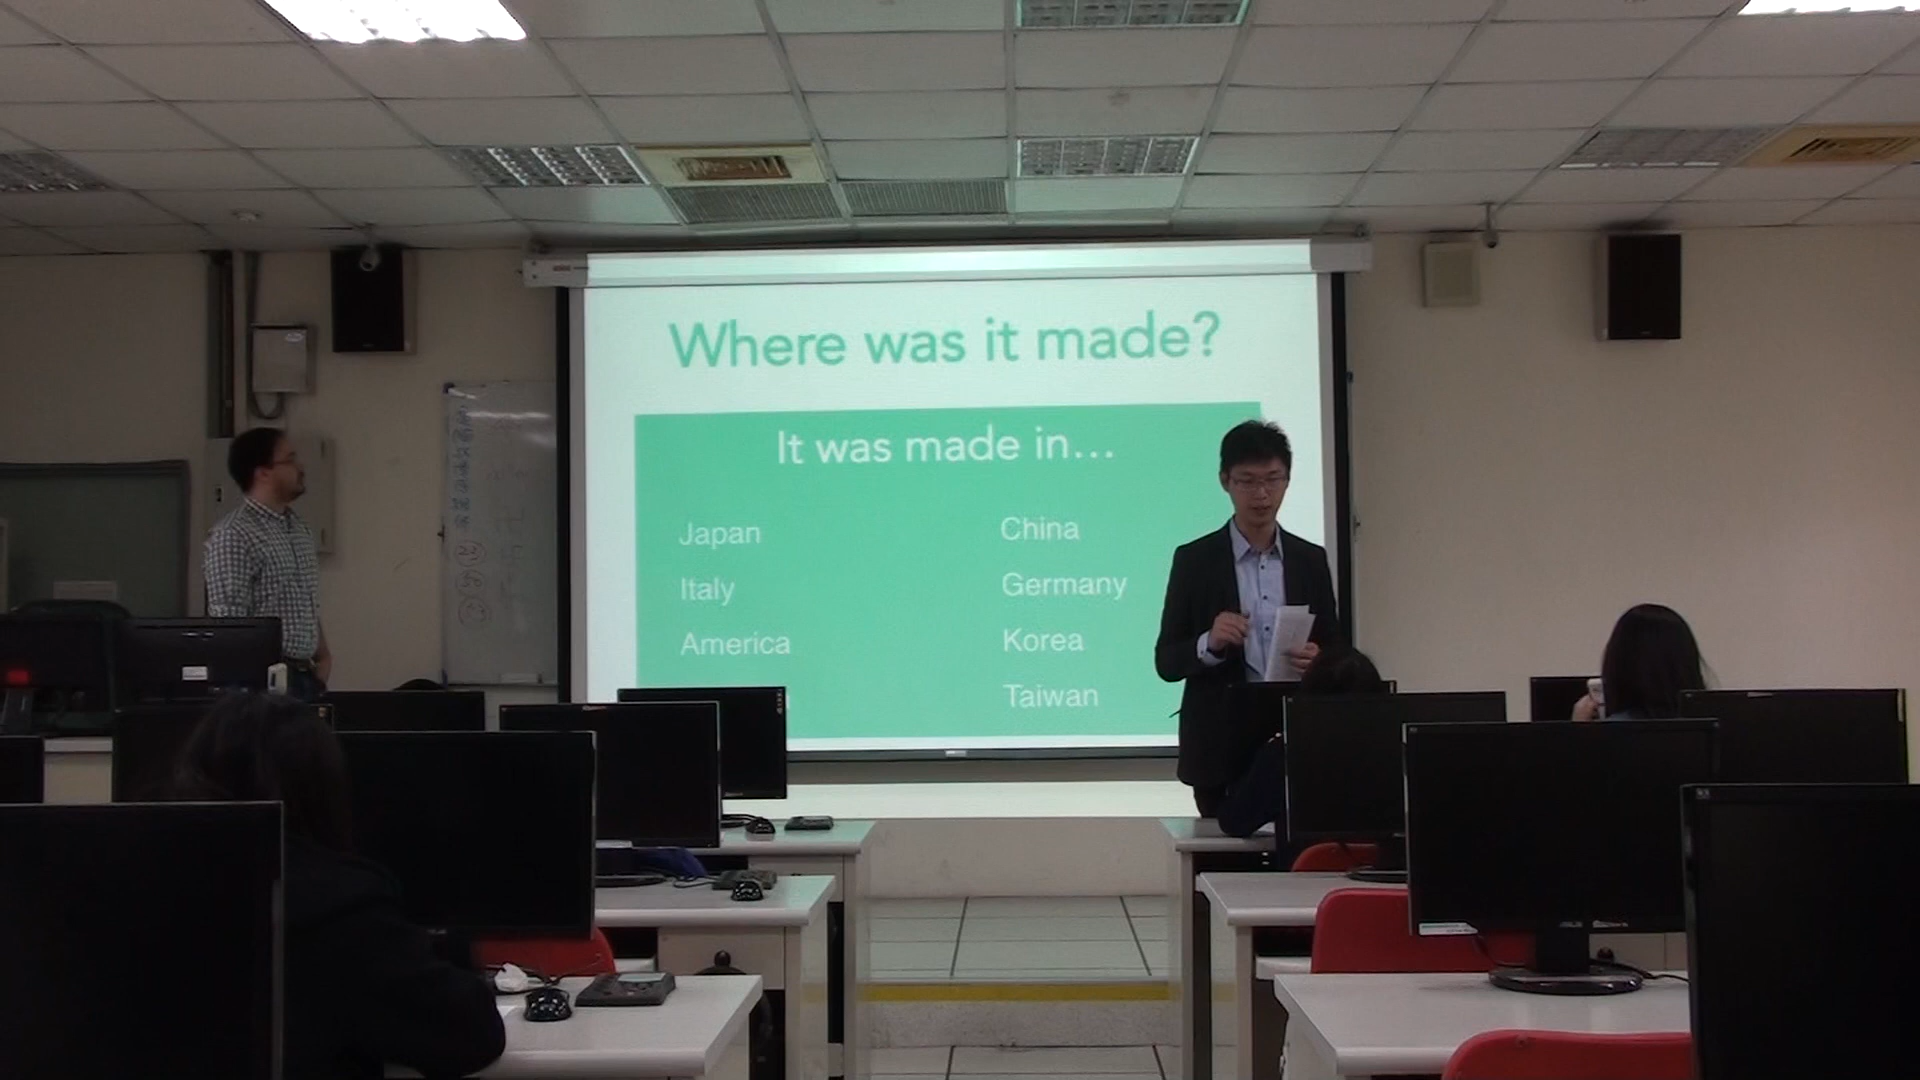 Where was it made?
It was made in...
Japan
China
Italy
Germany
America
Korea
Taiwan